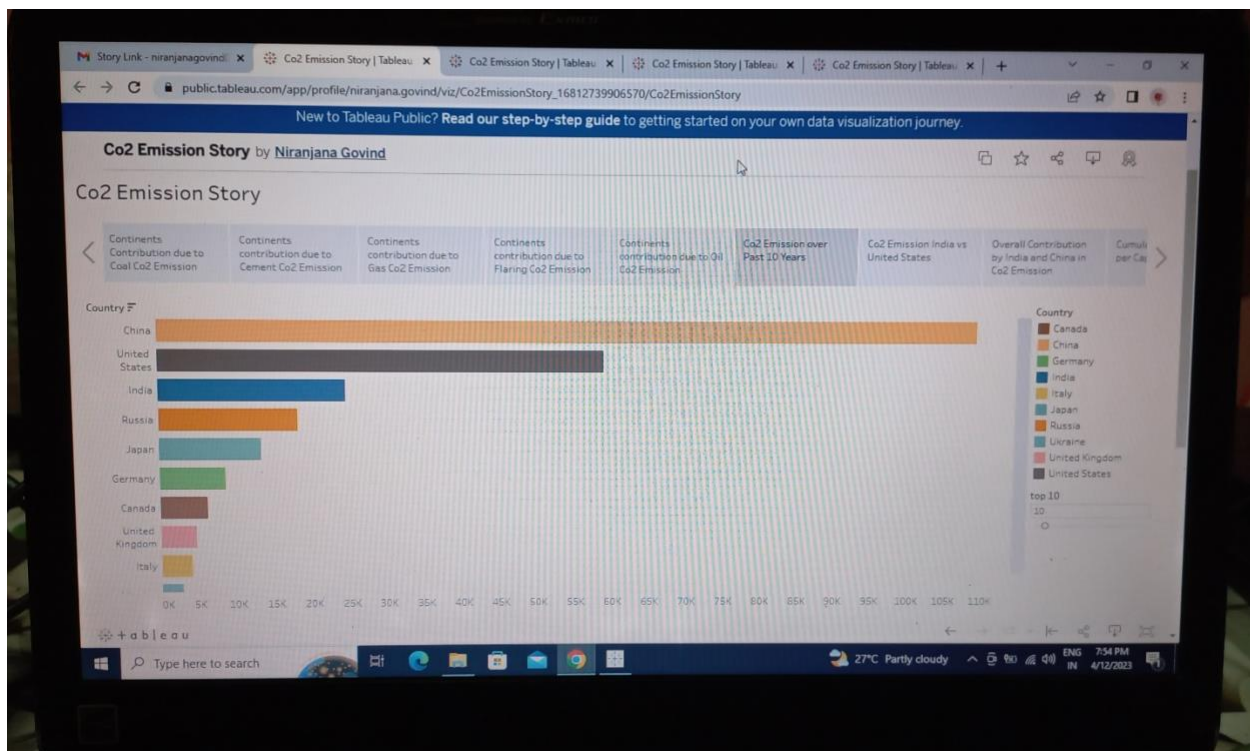 Story Link - niranjanagovind
Co2 Emission Story | Tableau
Co2 Emission Story | Tableau
Co2 Emission Story | Tableau
Co2 Emission Story | Tableau
public.tableau.com/app/profile/niranjana.govind/viz/Co2EmissionStory_16812739906570/Co2EmissionStory
New to Tableau Public? Read our step-by-step guide to getting started on your own data visualization journey.
Co2 Emission Story by Niranjana Govind
Co2 Emission Story
Continents
Contribution due to
Coal Co2 Emission
Continents
contribution due to
Cement Co2 Emission
Continents
contribution due to
Gas Co2 Emission
Continents
contribution due to
Flaring Co2 Emission
Continents
contribution due to Oil
Co2 Emission
Co2 Emission over
Past 10 Years
Co2 Emission India vs
United States
Overall Contribution
by India and China in
Co2 Emission
Cumul
per Cap
Country
China
United
States
India
Russia
Japan
Germany
Canada
United
Kingdom
Italy
0K 5K 10K 15K 20K 25K 30K 35K 40K 45K 50K 55K 60K 65K 70K 75K 80K 85K 90K 95K 100K 105K 110K
Country
Canada
China
Germany
India
Italy
Japan
Russia
Ukraine
United Kingdom
United States
top 10
10
+ a b | e a u
Type here to search
27°C Partly cloudy
ENG
IN
7:54 PM
4/12/2023